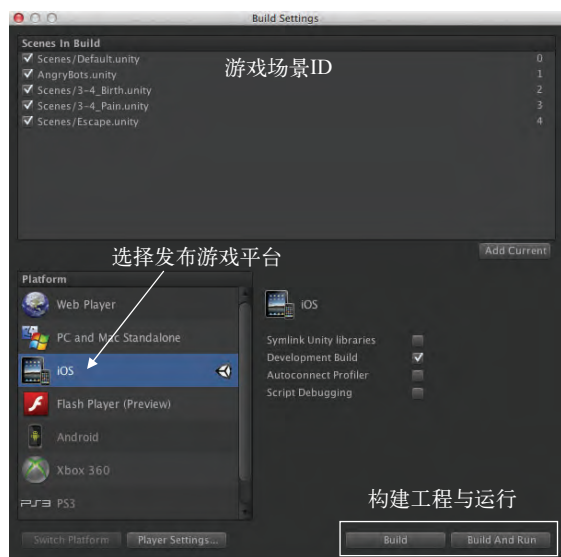 Build Settings
Scenes In Build
Scenes/Default.unity 0
AngryBots.unity 1
Scenes/3-4_Birth.unity 2
Scenes/3-4_Pain.unity 3
Scenes/Escape.unity 4
游戏场景ID
Add Current
选择发布游戏平台
Platform
Web Player
PC and Mac Standalone
iOS
Flash Player (Preview)
Android
Xbox 360
PS3 PS3
iOS
Symlink Unity libraries
Development Build
Autoconnect Profiler
Script Debugging
构建工程与运行
Switch Platform
Player Settings...
Build
Build And Run